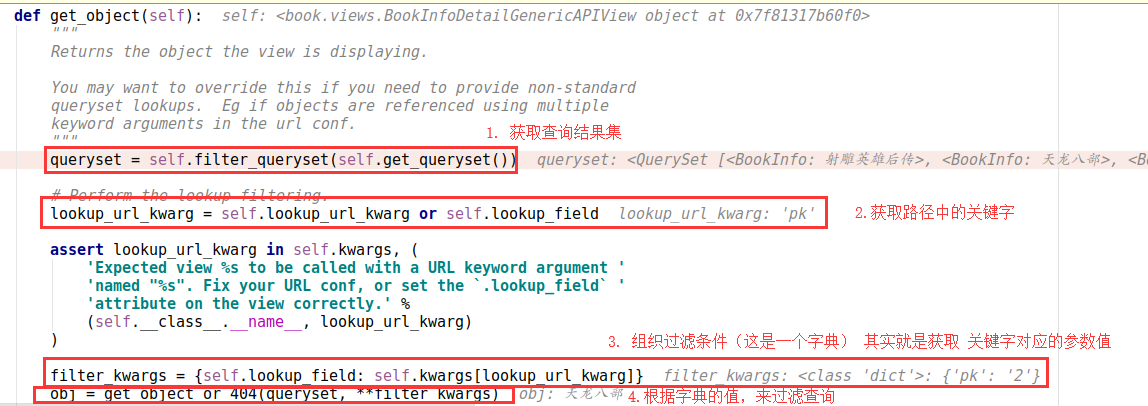 def get_object(self): self: <book.views.BookInfoDetailGenericAPIView object at 0x7f81317b60f0>
"""
Returns the object the view is displaying.
You may want to override this if you need to provide non-standard
queryset lookups. Eg if objects are referenced using multiple
keyword arguments in the url conf.
"""
1. 获取查询结果集
queryset = self.filter_queryset(self.get_queryset()) queryset: <QuerySet [<BookInfo: 射雕英雄后传>, <BookInfo: 天龙八部>, <B
# Perform the lookup filtering.
lookup_url_kwarg = self.lookup_url_kwarg or self.lookup_field lookup_url_kwarg: 'pk'
2.获取路径中的关键字
assert lookup_url_kwarg in self.kwargs, (
'Expected view %s to be called with a URL keyword argument '
'named "%s". Fix your URL conf, or set the `.lookup_field` '
'attribute on the view correctly.' %
(self.__class__.__name__, lookup_url_kwarg)
)
3. 组织过滤条件（这是一个字典） 其实就是获取 关键字对应的参数值
filter_kwargs = {self.lookup_field: self.kwargs[lookup_url_kwarg]} filter_kwargs: <class 'dict'>: {'pk': '2'}
obj = get_object_or_404(queryset, **filter_kwargs) obj: 天龙八部
4.根据字典的值，来过滤查询